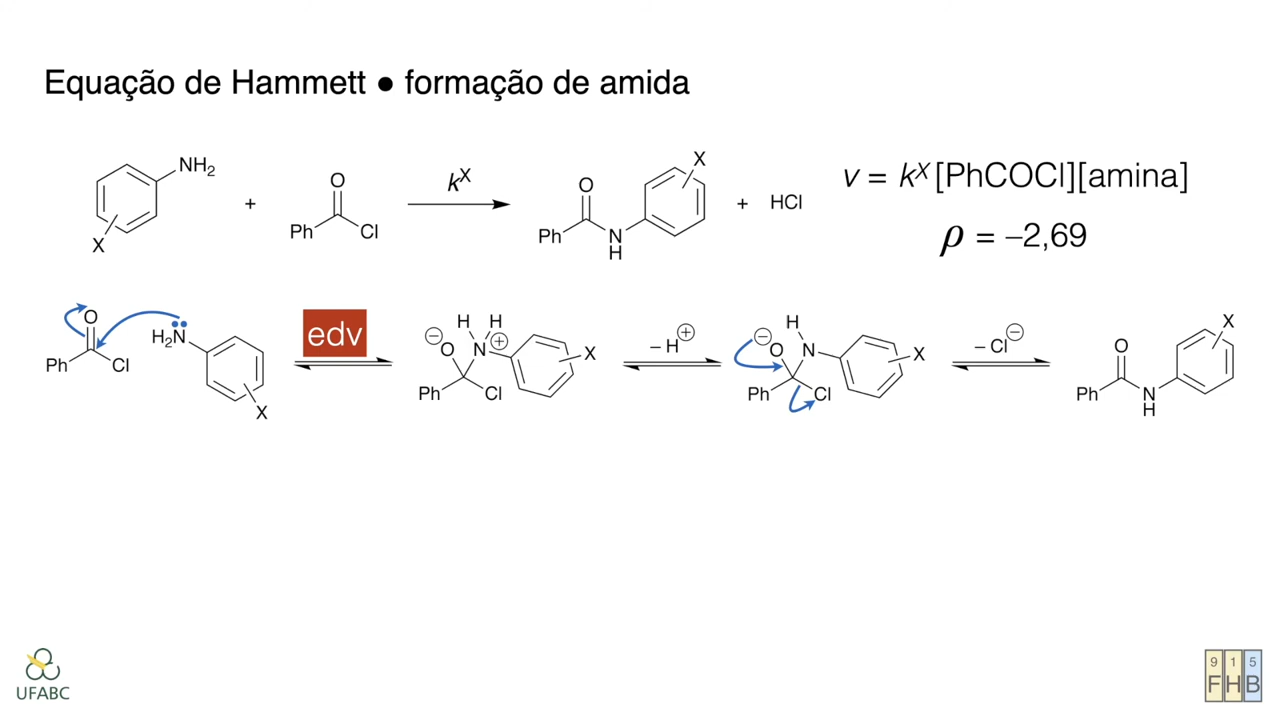 Equação de Hammett ● formação de amida
NH2
X
+
O
Ph
Cl
kX
O
Ph
N
H
X
+
HCl
v = kX[PhCOCl][amina]
ρ = –2,69
O
Ph
Cl
H2N
X
edv
–
O
H
H
N
+
Ph
Cl
X
– H+
–
O
H
N
Ph
Cl
X
– Cl–
O
Ph
N
H
X
UFABC
9 1 5
F H B